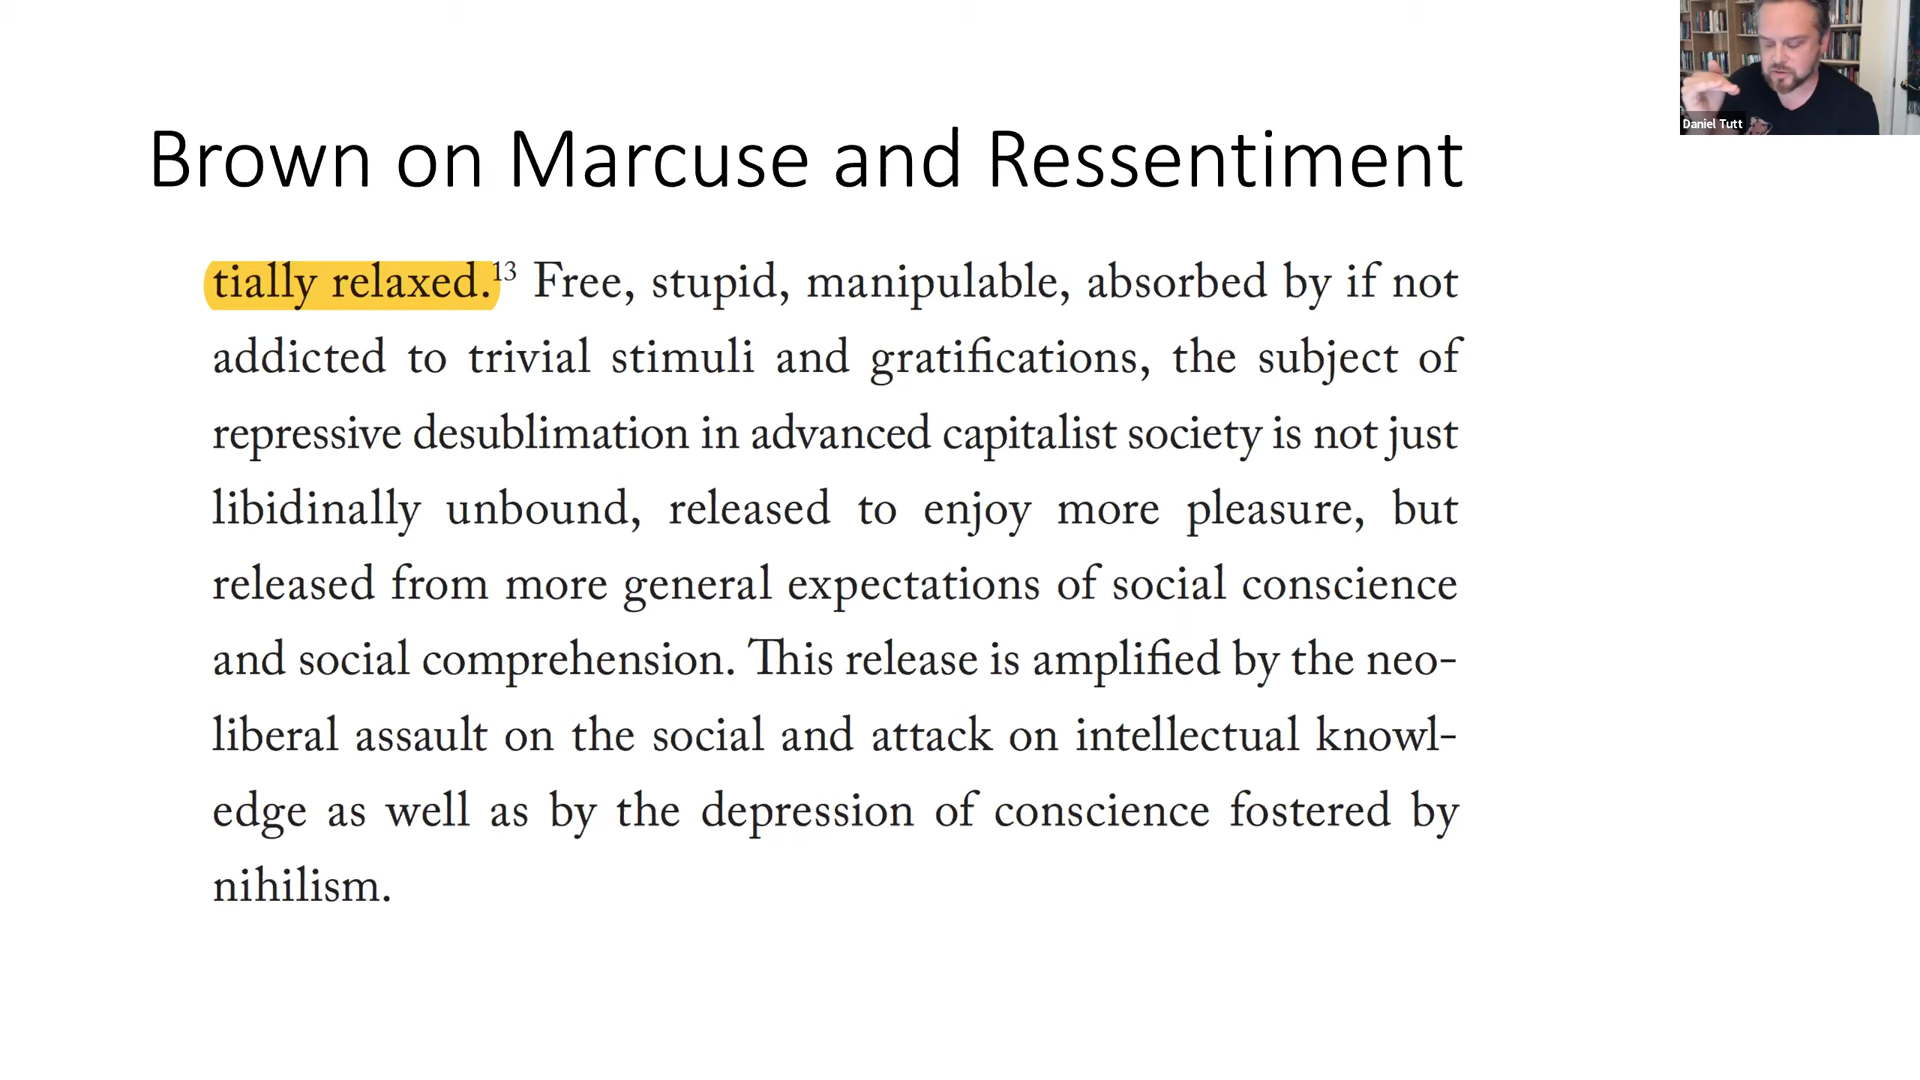 Daniel Tutt
Brown on Marcuse and Ressentiment
tially relaxed.13 Free, stupid, manipulable, absorbed by if not
addicted to trivial stimuli and gratifications, the subject of
repressive desublimation in advanced capitalist society is not just
libidinally unbound, released to enjoy more pleasure, but
released from more general expectations of social conscience
and social comprehension. This release is amplified by the neo-
liberal assault on the social and attack on intellectual knowl-
edge as well as by the depression of conscience fostered by
nihilism.